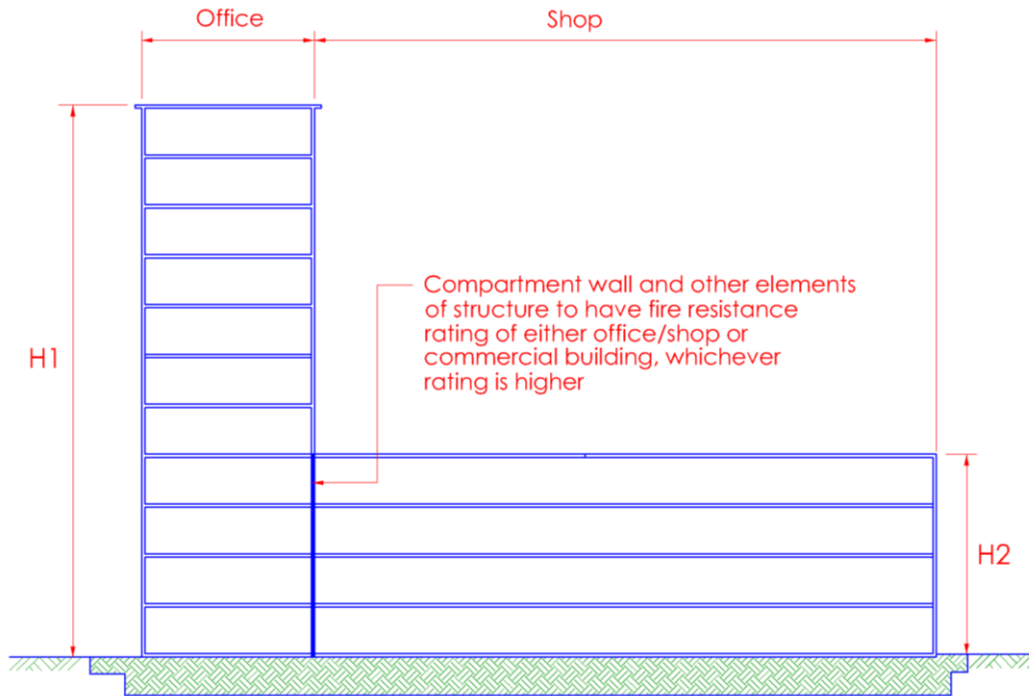 Office
Shop
Compartment wall and other elements
of structure to have fire resistance
rating of either office/shop or
commercial building, whichever
rating is higher
H1
H2